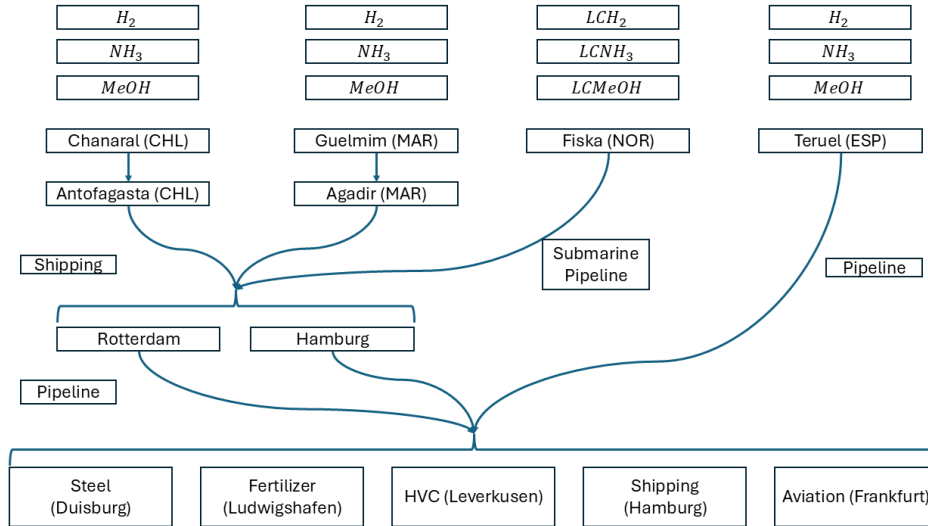 H₂ H₂ LCH₂ H₂
NH₃ NH₃ LCNH₃ NH₃
MeOH MeOH LCMeOH MeOH
Chanaral (CHL) Guelmim (MAR) Fiska (NOR) Teruel (ESP)
Antofagasta (CHL) Agadir (MAR)
Shipping
Submarine
Pipeline
Pipeline
Rotterdam Hamburg
Pipeline
Steel
(Duisburg)
Fertilizer
(Ludwigshafen)
HVC (Leverkusen)
Shipping
(Hamburg)
Aviation (Frankfurt)